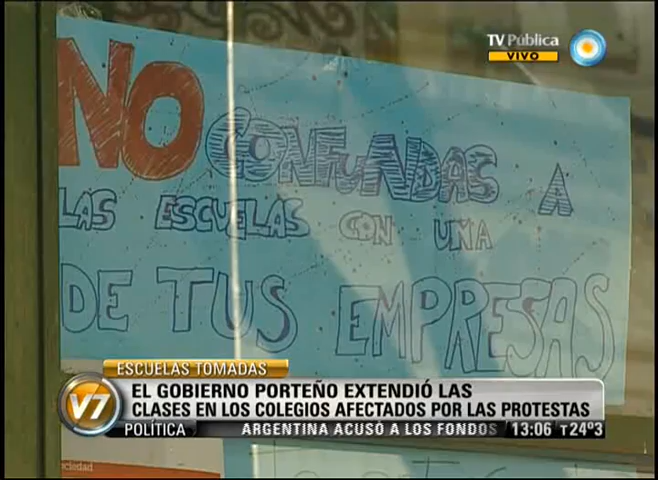 TV Pública
VIVO
NO CONFUNDAS A
LAS ESCUELAS CON UNA
DE TUS EMPRESAS
ESCUELAS TOMADAS
V7
EL GOBIERNO PORTEÑO EXTENDIÓ LAS
CLASES EN LOS COLEGIOS AFECTADOS POR LAS PROTESTAS
POLÍTICA
ARGENTINA ACUSÓ A LOS FONDOS
13:06
T24°3
Sociedad